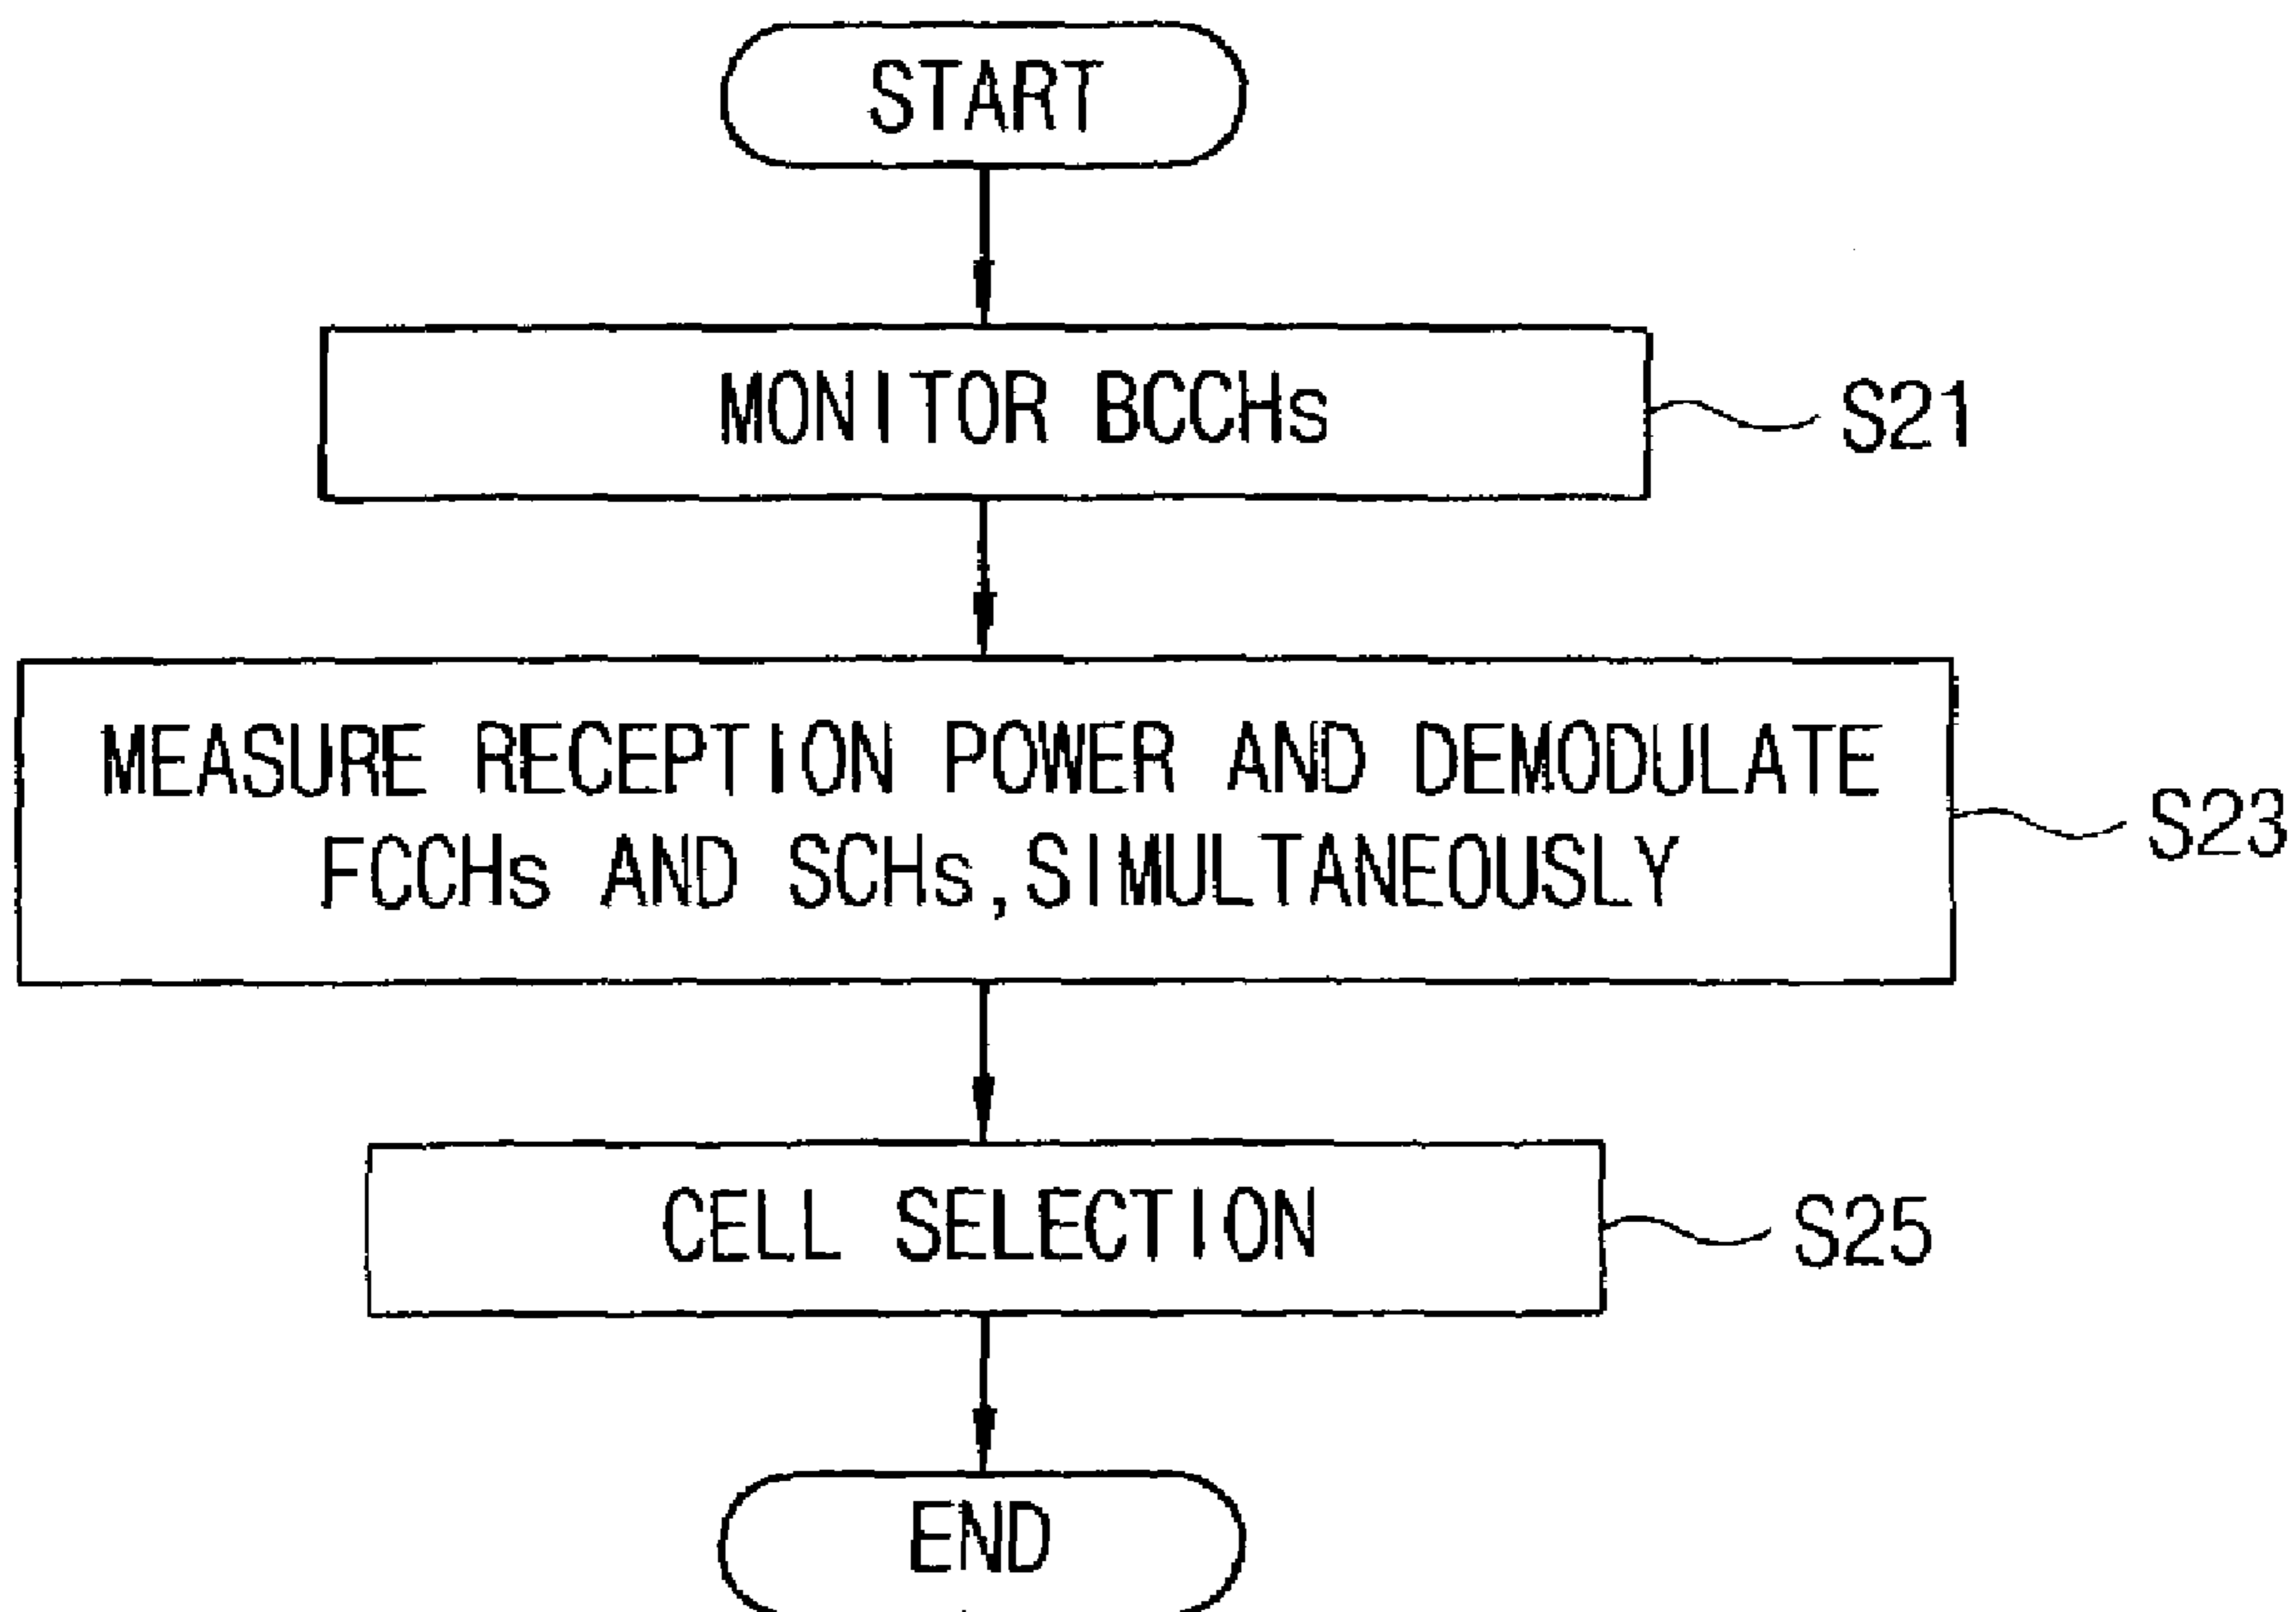 START
MONITOR BCCHs
S21
MEASURE RECEPTION POWER AND DEMODULATE
FCCHs AND SCHs,SIMULTANEOUSLY
S23
CELL SELECTION
S25
END